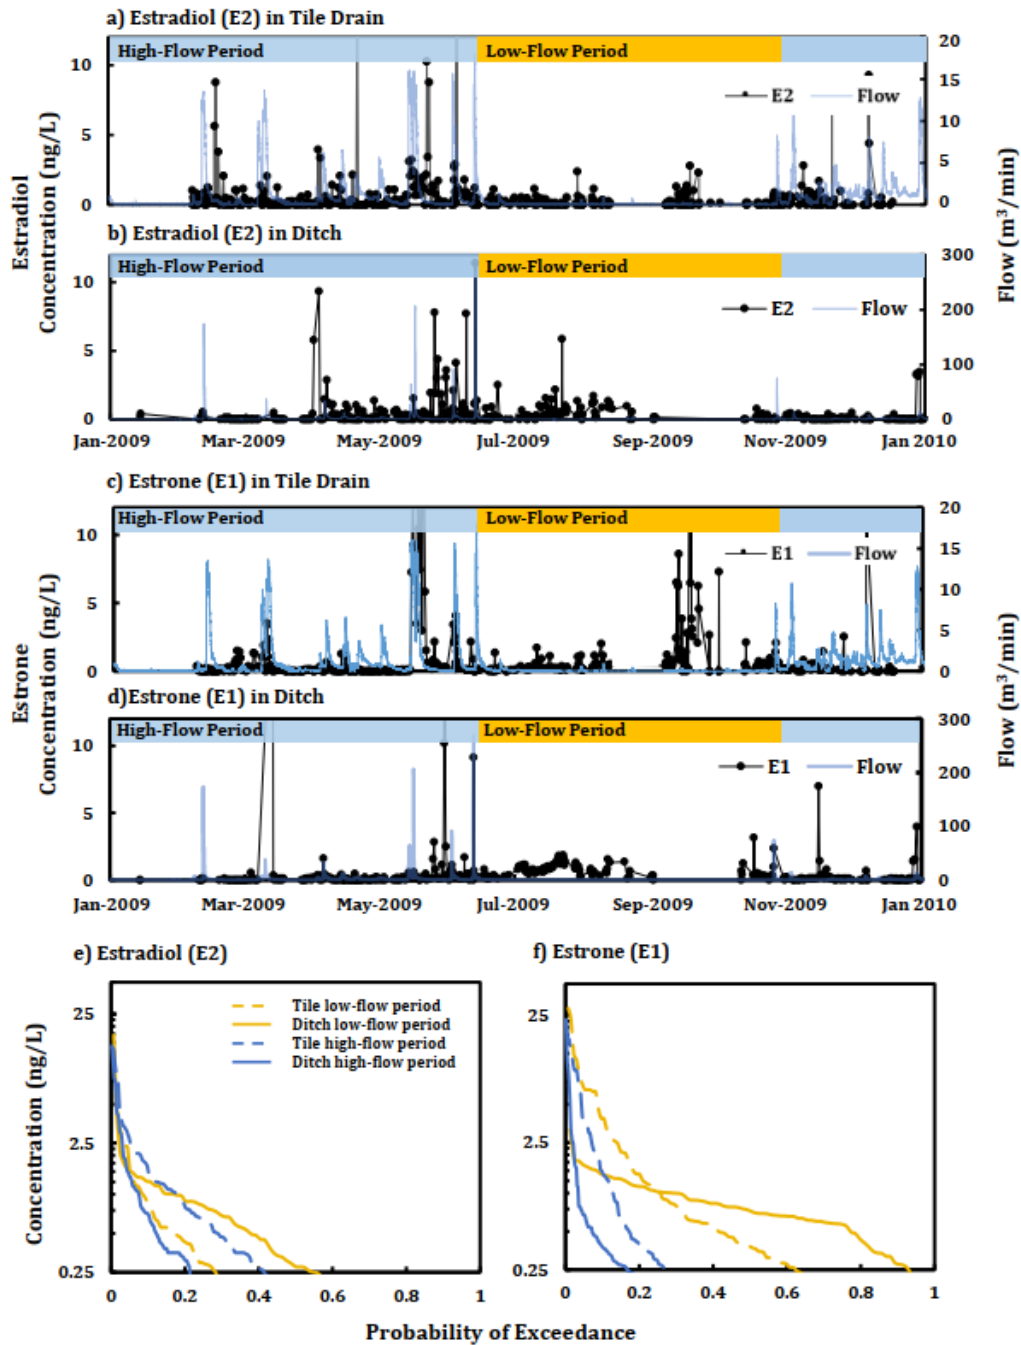 a) Estradiol (E2) in Tile Drain
High-Flow Period
Low-Flow Period
10
5
0
20
15
10
5
0
E2
Flow
b) Estradiol (E2) in Ditch
High-Flow Period
Low-Flow Period
10
5
0
300
200
100
0
E2
Flow
Estradiol
Concentration (ng/L)
Flow (m³/min)
Jan-2009
Mar-2009
May-2009
Jul-2009
Sep-2009
Nov-2009
Jan 2010
c) Estrone (E1) in Tile Drain
High-Flow Period
Low-Flow Period
10
5
0
20
15
10
5
0
E1
Flow
d)Estrone (E1) in Ditch
High-Flow Period
Low-Flow Period
10
5
0
300
200
100
0
E1
Flow
Estrone
Concentration (ng/L)
Flow (m³/min)
Jan-2009
Mar-2009
May-2009
Jul-2009
Sep-2009
Nov-2009
Jan 2010
e) Estradiol (E2)
25
2.5
0.25
Tile low-flow period
Ditch low-flow period
Tile high-flow period
Ditch high-flow period
0
0.2
0.4
0.6
0.8
1
Concentration (ng/L)
f) Estrone (E1)
25
2.5
0.25
0
0.2
0.4
0.6
0.8
1
Probability of Exceedance